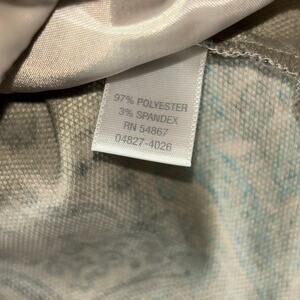 97% POLYESTER
3% SPANDEX
RN 54867
04827-4026